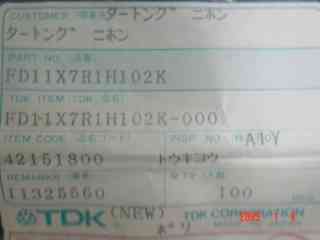 CUSTOMER ダートング゛ ニホン
ダートング゛ ニホン
PART NO.
FD11X7R1H102K
TDK ITEM
FD11X7R1H102K-000
ITEM CODE INSP NO.
42151800 トウキヨウ
REMARKS
11325560 100
TDK (NEW) TDK CORPORATION